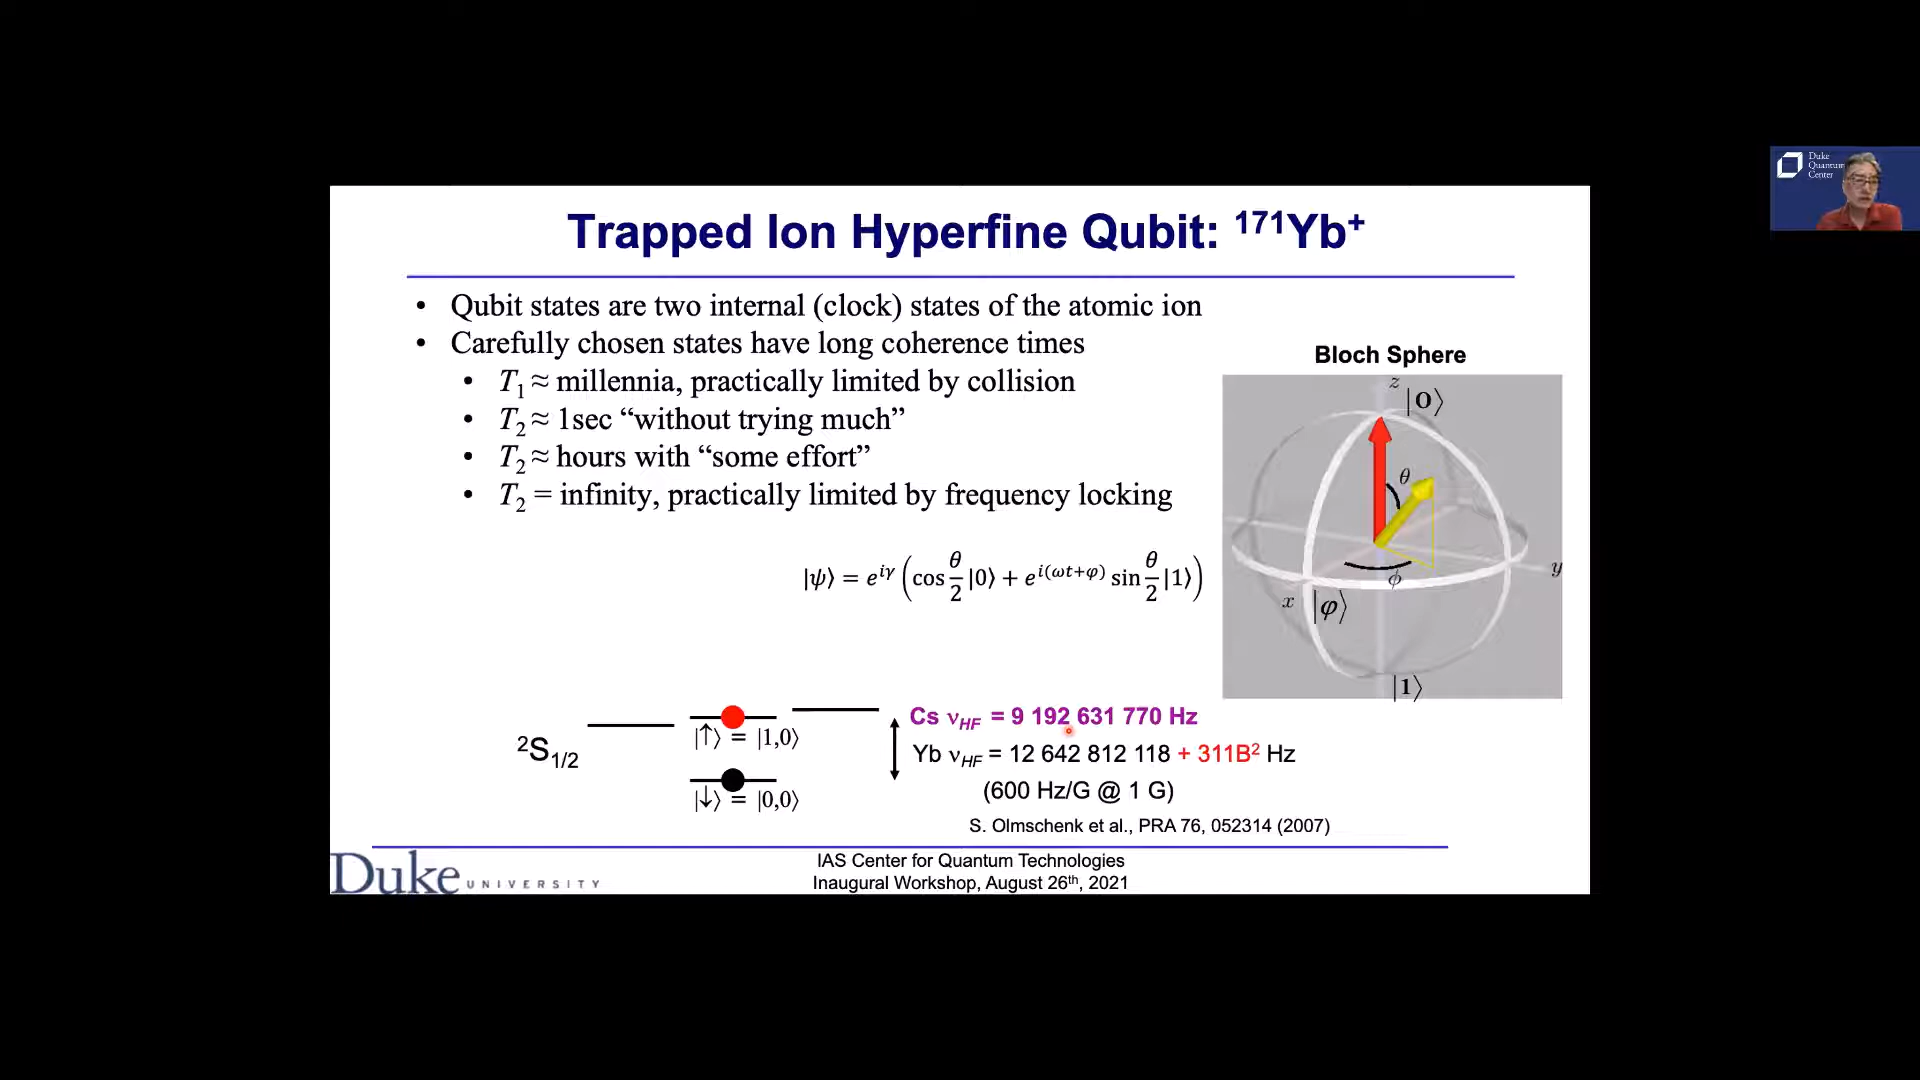 Duke
Quantum
Center
Trapped Ion Hyperfine Qubit: ¹⁷¹Yb⁺
• Qubit states are two internal (clock) states of the atomic ion
• Carefully chosen states have long coherence times
• T₁ ≈ millennia, practically limited by collision
• T₂ ≈ 1sec “without trying much”
• T₂ ≈ hours with “some effort”
• T₂ = infinity, practically limited by frequency locking
|ψ⟩ = e^{iγ} (cos θ/2 |0⟩ + e^{i(ωt+φ)} sin θ/2 |1⟩)
Bloch Sphere
z
|0⟩
θ
y
ϕ
x |φ⟩
|1⟩
²S₁/₂
|↑⟩ = |1,0⟩
|↓⟩ = |0,0⟩
Cs ν_HF = 9 192 631 770 Hz
Yb ν_HF = 12 642 812 118 + 311B² Hz
(600 Hz/G @ 1 G)
S. Olmschenk et al., PRA 76, 052314 (2007)
Duke UNIVERSITY
IAS Center for Quantum Technologies
Inaugural Workshop, August 26ᵗʰ, 2021